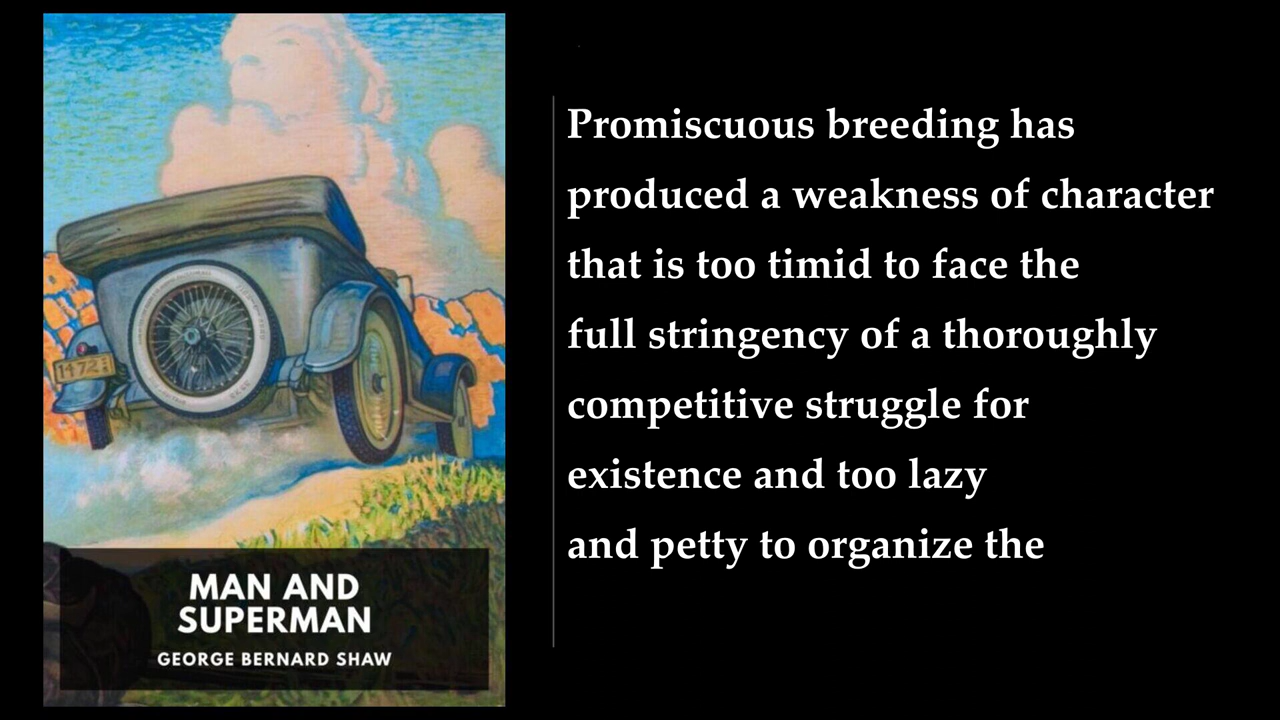 MAN AND
SUPERMAN
GEORGE BERNARD SHAW
Promiscuous breeding has
produced a weakness of character
that is too timid to face the
full stringency of a thoroughly
competitive struggle for
existence and too lazy
and petty to organize the